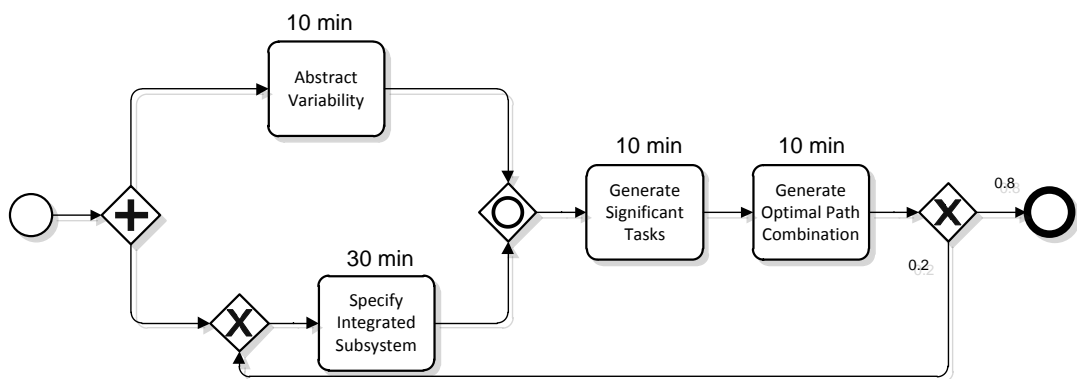 10 min
Abstract
Variability
10 min
Generate
Significant
Tasks
10 min
Generate
Optimal Path
Combination
0.8
0.2
30 min
Specify
Integrated
Subsystem